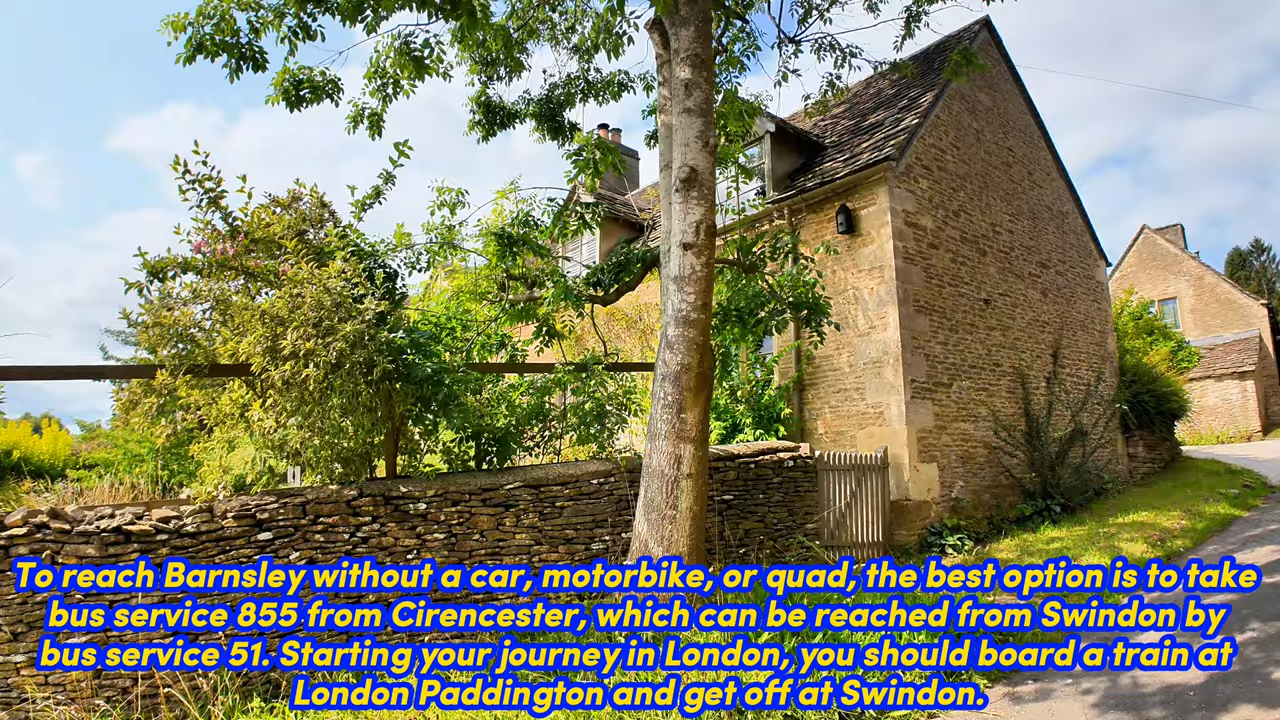 To reach Barnsley without a car, motorbike, or quad, the best option is to take
bus service 855 from Cirencester, which can be reached from Swindon by
bus service 51. Starting your journey in London, you should board a train at
London Paddington and get off at Swindon.